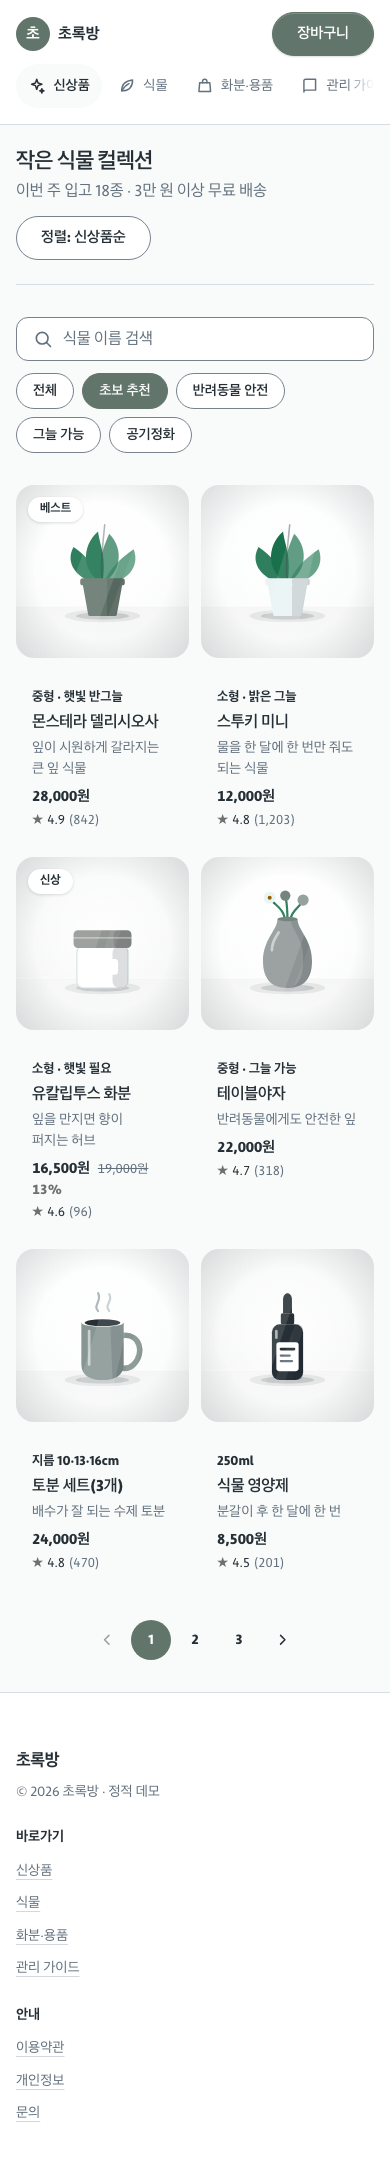 초 초록방 장바구니
신상품 식물 화분·용품 관리 가이
작은 식물 컬렉션
이번 주 입고 18종 · 3만 원 이상 무료 배송
정렬: 신상품순
식물 이름 검색
전체 초보 추천 반려동물 안전
그늘 가능 공기정화
베스트
중형 · 햇빛 반그늘
몬스테라 델리시오사
잎이 시원하게 갈라지는
큰 잎 식물
28,000원
★ 4.9 (842)
소형 · 밝은 그늘
스투키 미니
물을 한 달에 한 번만 줘도
되는 식물
12,000원
★ 4.8 (1,203)
신상
소형 · 햇빛 필요
유칼립투스 화분
잎을 만지면 향이
퍼지는 허브
16,500원 19,000원
13%
★ 4.6 (96)
중형 · 그늘 가능
테이블야자
반려동물에게도 안전한 잎
22,000원
★ 4.7 (318)
지름 10·13·16cm
토분 세트(3개)
배수가 잘 되는 수제 토분
24,000원
★ 4.8 (470)
250ml
식물 영양제
분갈이 후 한 달에 한 번
8,500원
★ 4.5 (201)
1 2 3
초록방
© 2026 초록방 · 정적 데모
바로가기
신상품
식물
화분·용품
관리 가이드
안내
이용약관
개인정보
문의